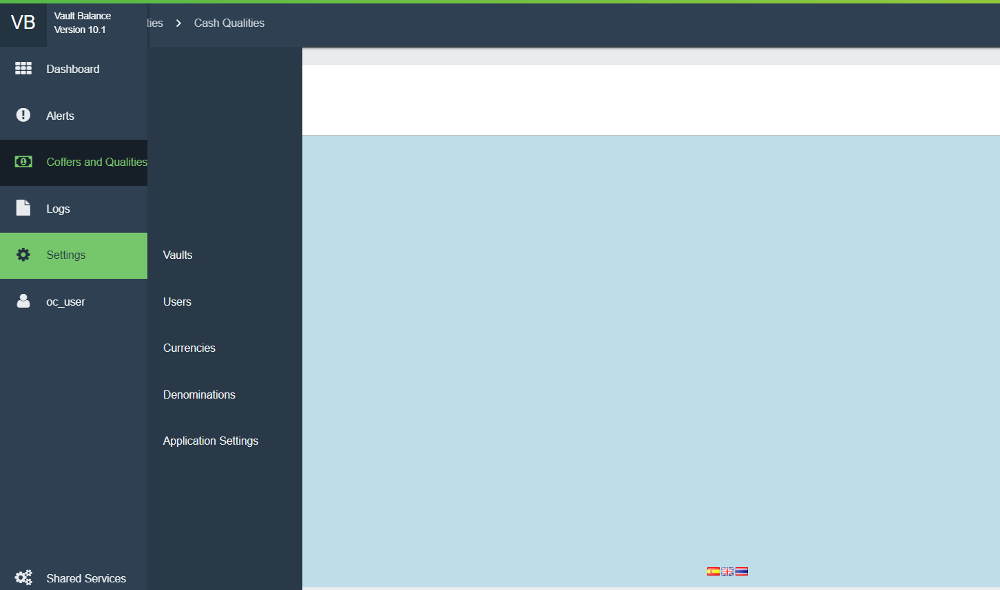 VB
Vault Balance
Version 10.1
ties > Cash Qualities
Dashboard
Alerts
Coffers and Qualities
Logs
Settings
oc_user
Vaults
Users
Currencies
Denominations
Application Settings
Shared Services